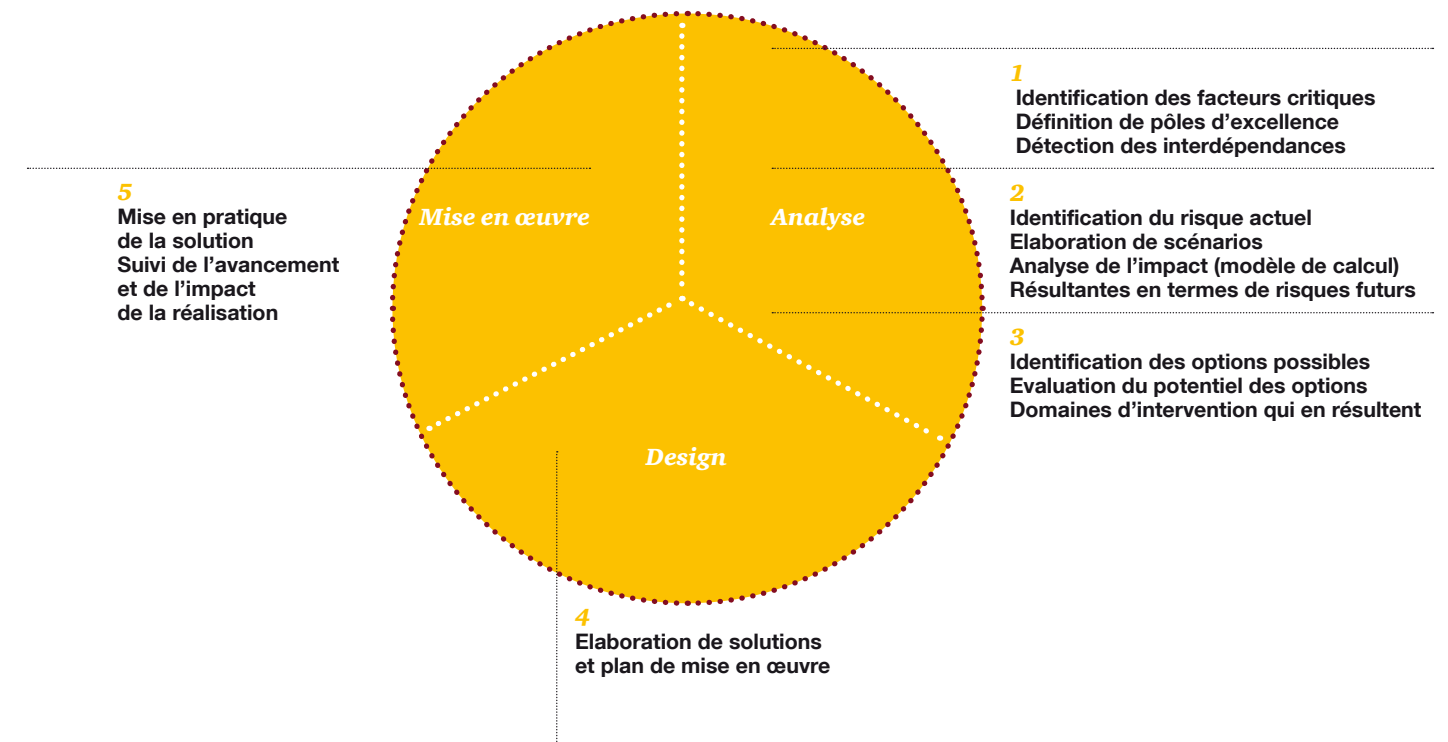 1
Identification des facteurs critiques
Définition de pôles d’excellence
Détection des interdépendances
2
Identification du risque actuel
Elaboration de scénarios
Analyse de l’impact (modèle de calcul)
Résultantes en termes de risques futurs
3
Identification des options possibles
Evaluation du potentiel des options
Domaines d’intervention qui en résultent
4
Elaboration de solutions
et plan de mise en œuvre
5
Mise en pratique
de la solution
Suivi de l’avancement
et de l’impact
de la réalisation
Mise en œuvre
Analyse
Design